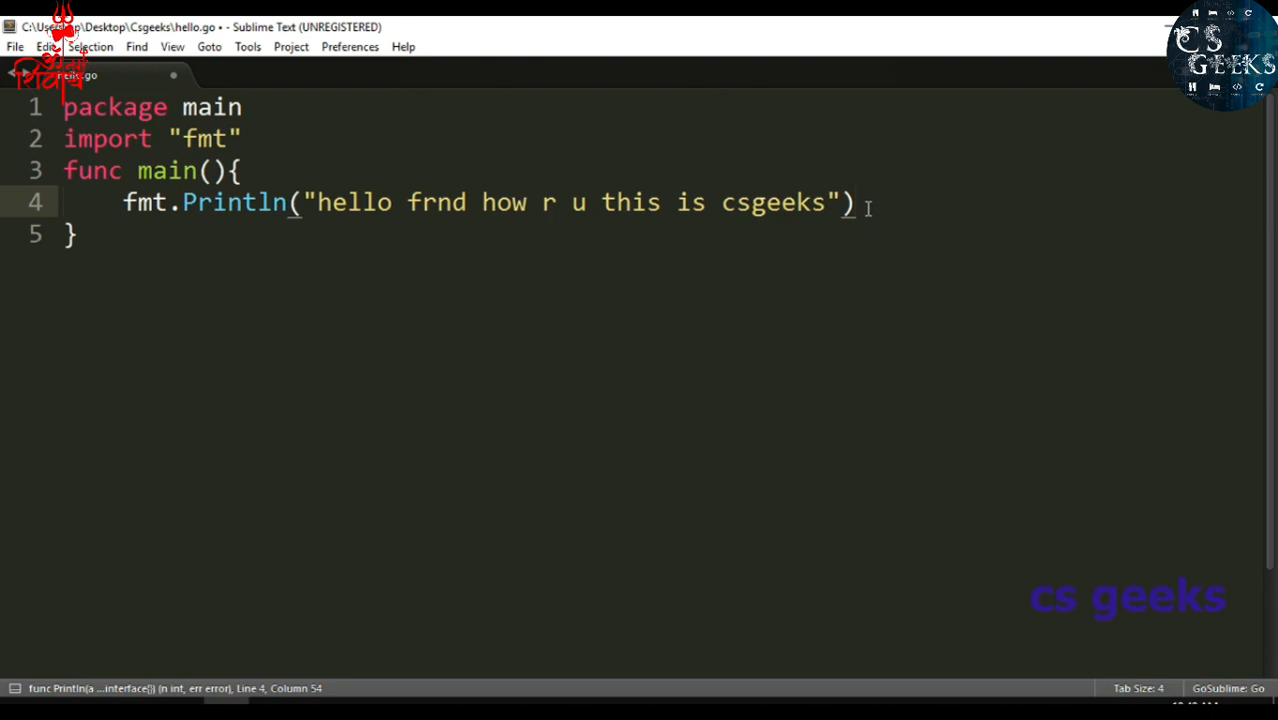 C:\Users\hp\Desktop\Csgeeks\hello.go • - Sublime Text (UNREGISTERED)
File Edit Selection Find View Goto Tools Project Preferences Help
hello.go
CS
GEEKS
ॐ नमः
शिवाय
1 package main
2 import "fmt"
3 func main(){
4 fmt.Println("hello frnd how r u this is csgeeks")
5 }
cs geeks
func Println(a ...interface{}) (n int, err error), Line 4, Column 54
Tab Size: 4
GoSublime: Go